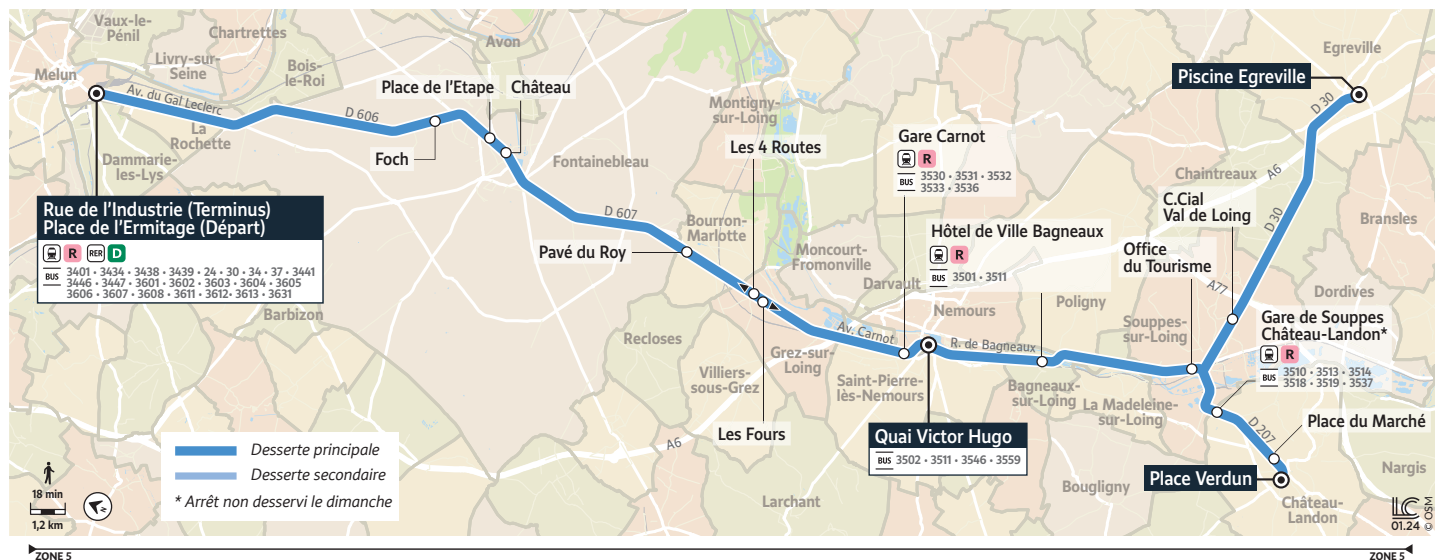 Vaux-le-
Pénil
Chartrettes
Livry-sur-
Seine
Bois-
le-Roi
Melun
Av. du Gal Leclerc
La
Rochette
Dammarie-
les-Lys
Avon
Place de l'Etape
Château
D 606
Foch
Fontainebleau
Rue de l'Industrie (Terminus)
Place de l'Ermitage (Départ)
R RER D
BUS 3401 • 3434 • 3438 • 3439 • 24 • 30 • 34 • 37 • 3441
3446 • 3447 • 3601 • 3602 • 3603 • 3604 • 3605
3606 • 3607 • 3608 • 3611 • 3612• 3613 • 3631
Barbizon
D 607
Pavé du Roy
Bourron-
Marlotte
Montigny-
sur-Loing
Les 4 Routes
Moncourt-
Fromonville
Recloses
Villiers-
sous-Grez
Les Fours
Grez-sur-
Loing
A6
Larchant
Gare Carnot
R
BUS 3530 • 3531 • 3532
3533 • 3536
Darvault
Av. Carnot
Nemours
Saint-Pierre-
lès-Nemours
Quai Victor Hugo
BUS 3502 • 3511 • 3546 • 3559
Hôtel de Ville Bagneaux
R
BUS 3501 • 3511
R. de Bagneaux
Poligny
Bagneaux-
sur-Loing
La Madeleine-
sur-Loing
Bougligny
Office
du Tourisme
Souppes-
sur-Loing
C.Cial
Val de Loing
Chaintreaux
A6
D 30
A77
Piscine Egreville
Egreville
D 30
Bransles
Dordives
Gare de Souppes
Château-Landon*
R
BUS 3510 • 3513 • 3514
3518 • 3519 • 3537
Place du Marché
D 207
Place Verdun
Château-
Landon
Nargis
Desserte principale
Desserte secondaire
* Arrêt non desservi le dimanche
18 min
1,2 km
N
LC
01.24
© OSM
ZONE 5
ZONE 5